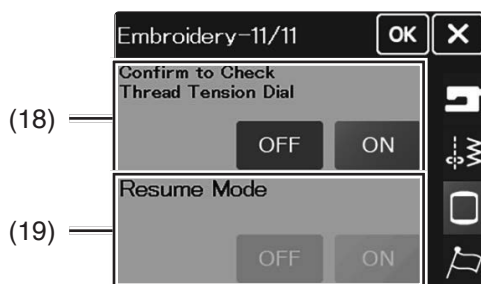 Embroidery-11/11 OK
(18) Confirm to Check
Thread Tension Dial
OFF ON
(19) Resume Mode
OFF ON